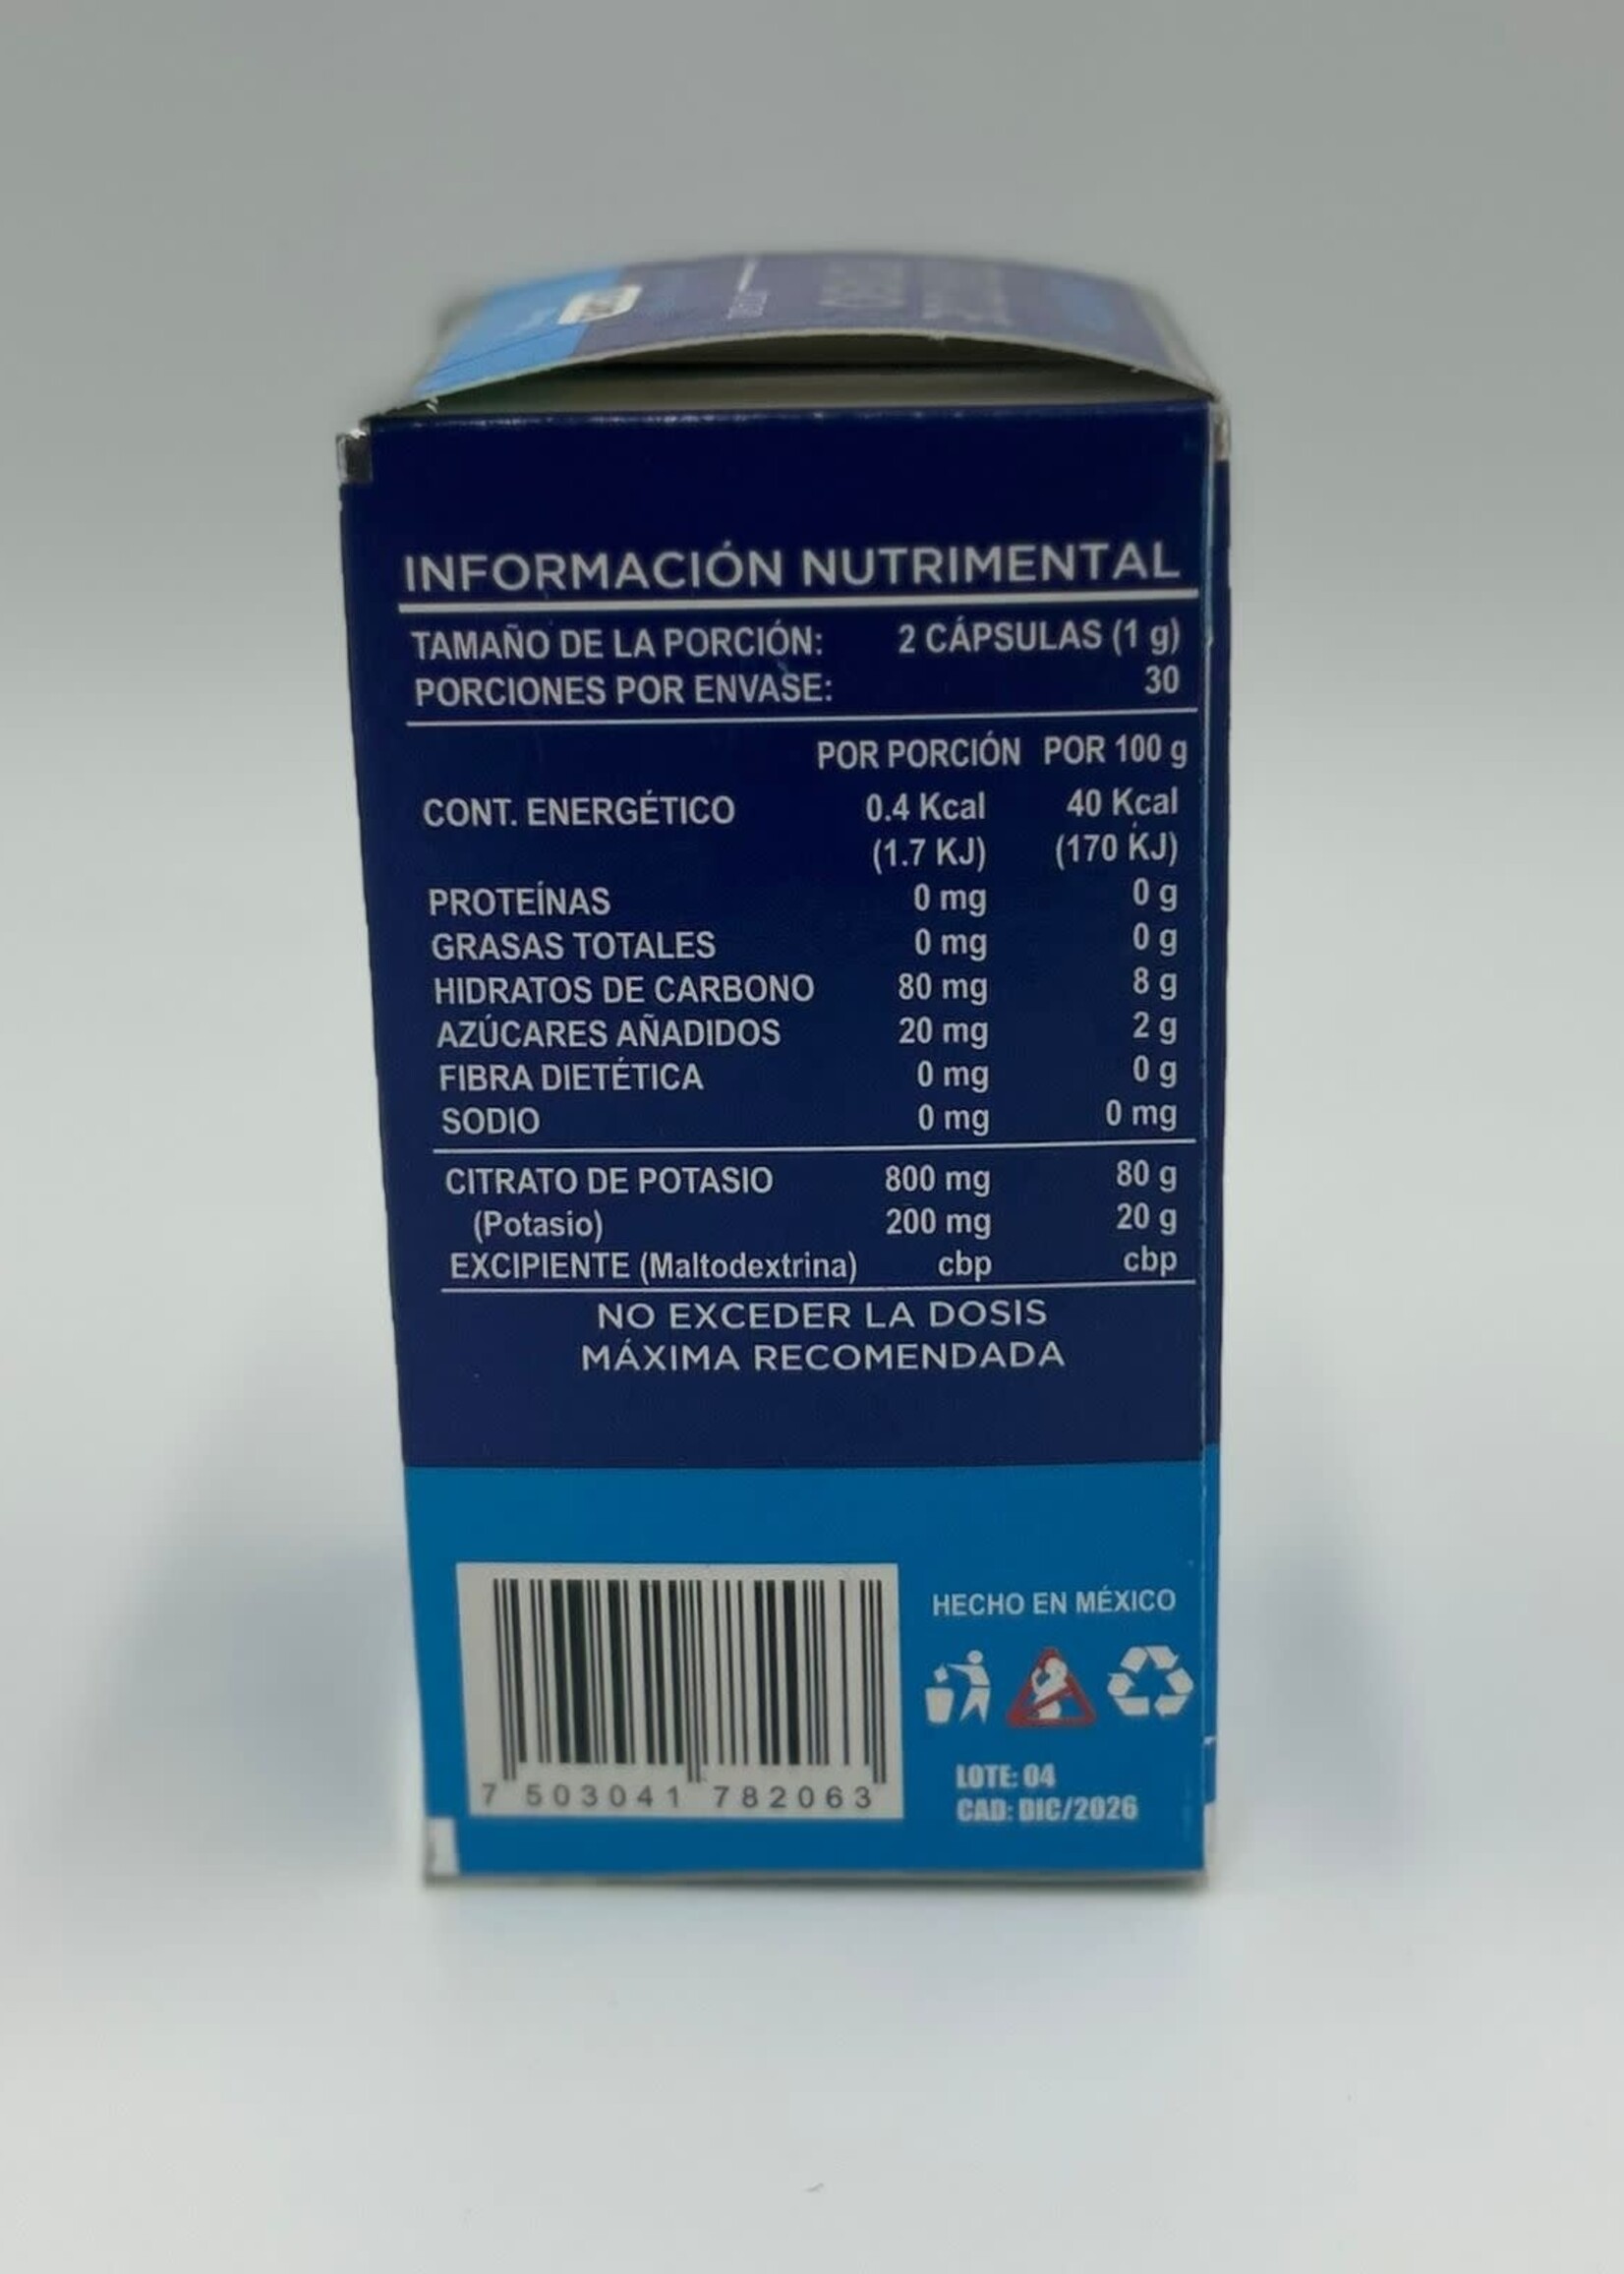 INFORMACIÓN NUTRIMENTAL
TAMAÑO DE LA PORCIÓN: 2 CÁPSULAS (1 g)
PORCIONES POR ENVASE: 30
POR PORCIÓN POR 100 g
CONT. ENERGÉTICO 0.4 Kcal 40 Kcal
(1.7 KJ) (170 KJ)
PROTEÍNAS 0 mg 0 g
GRASAS TOTALES 0 mg 0 g
HIDRATOS DE CARBONO 80 mg 8 g
AZÚCARES AÑADIDOS 20 mg 2 g
FIBRA DIETÉTICA 0 mg 0 g
SODIO 0 mg 0 mg
CITRATO DE POTASIO 800 mg 80 g
(Potasio) 200 mg 20 g
EXCIPIENTE (Maltodextrina) cbp cbp
NO EXCEDER LA DOSIS
MÁXIMA RECOMENDADA
HECHO EN MÉXICO
7 503041 782063
LOTE: 04
CAD: DIC/2026